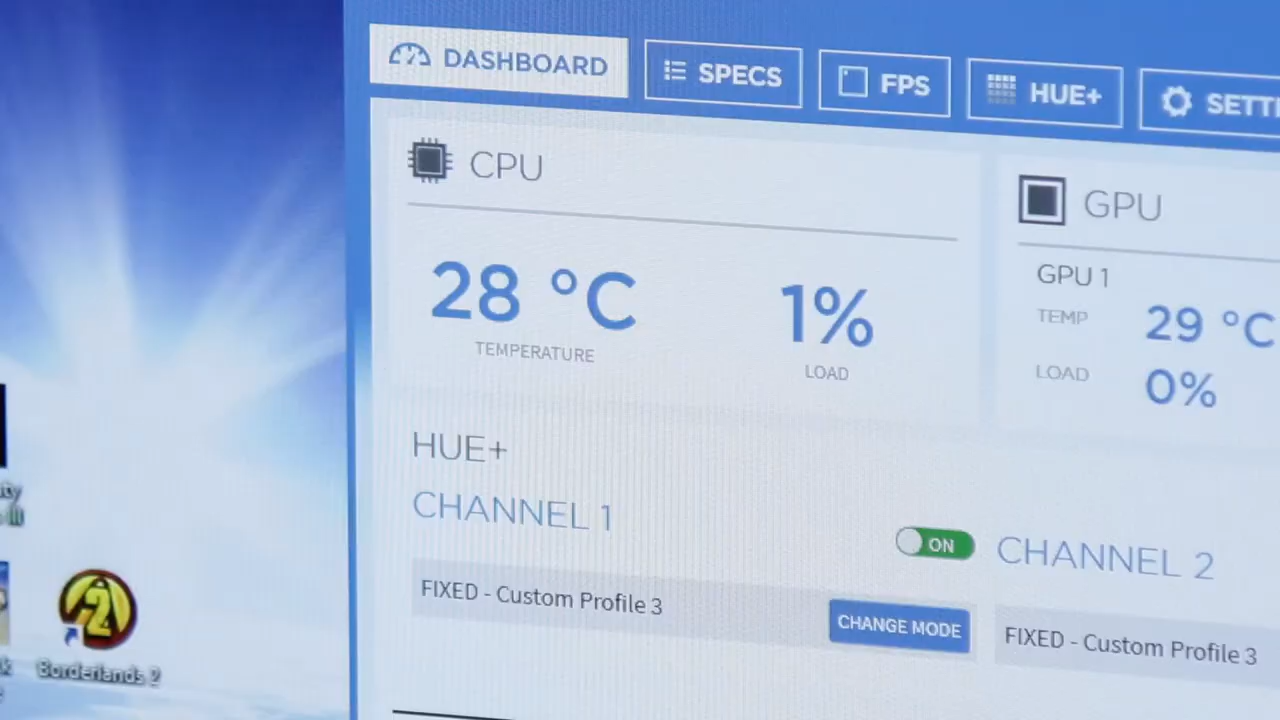 DASHBOARD
SPECS
FPS
HUE+
CPU
GPU
28 °C
1%
TEMPERATURE
LOAD
GPU 1
TEMP
29 °C
LOAD
0%
HUE+
CHANNEL 1
ON
CHANNEL 2
FIXED - Custom Profile 3
CHANGE MODE
FIXED - Custom Profile 3
2
Borderlands 2